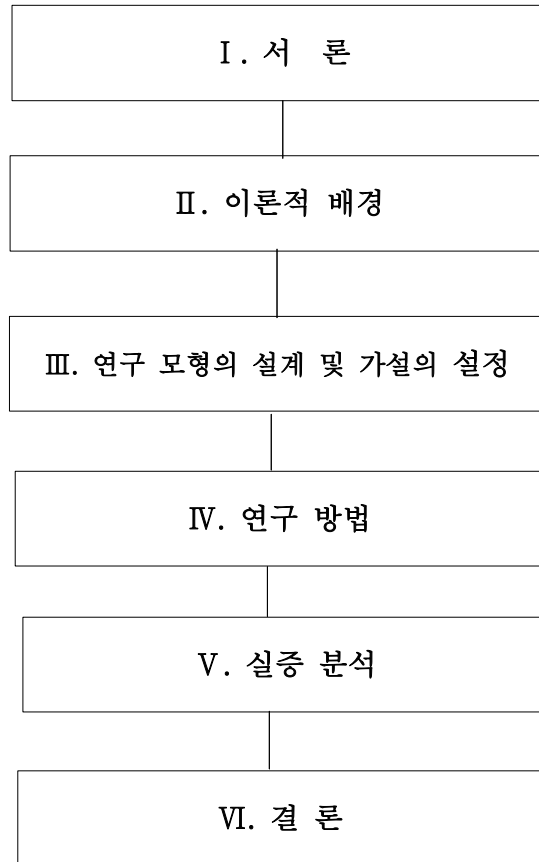 Ⅰ. 서 론
Ⅱ. 이론적 배경
Ⅲ. 연구 모형의 설계 및 가설의 설정
Ⅳ. 연구 방법
Ⅴ. 실증 분석
Ⅵ. 결 론